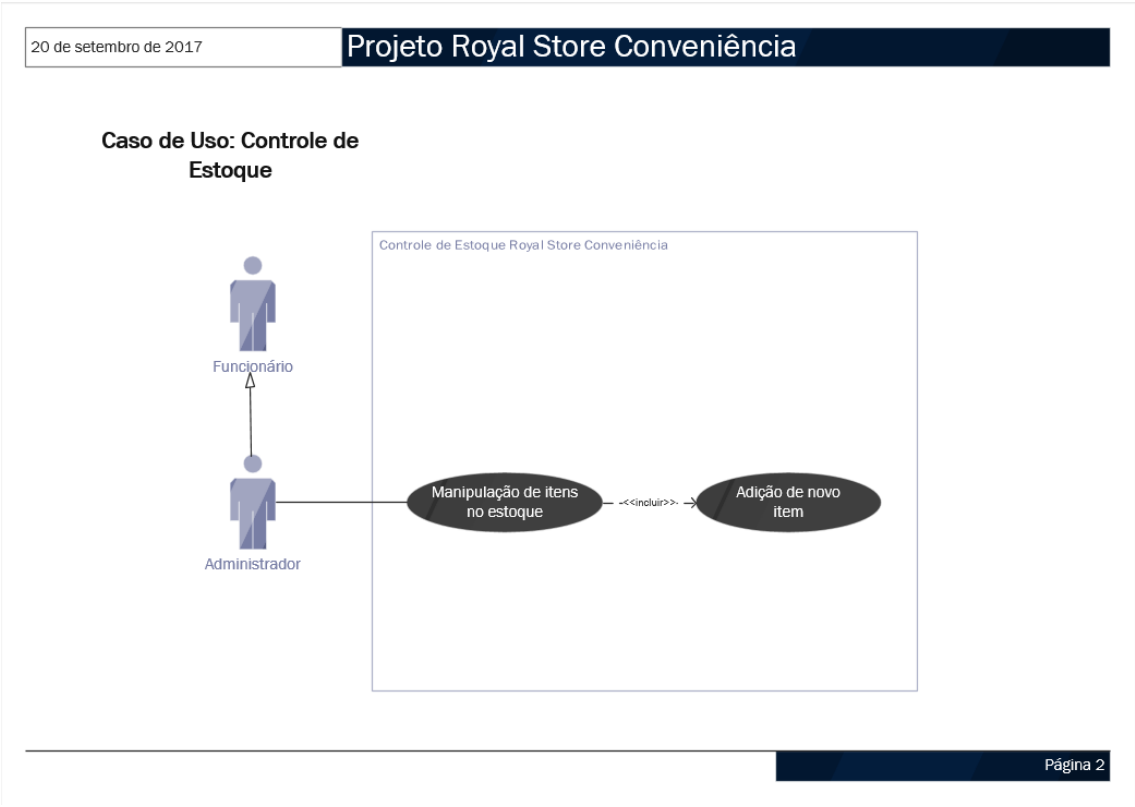 20 de setembro de 2017
Projeto Royal Store Conveniência
Caso de Uso: Controle de
Estoque
Controle de Estoque Royal Store Conveniência
Funcionário
Manipulação de itens
no estoque
<<incluir>>
Adição de novo
item
Administrador
Página 2